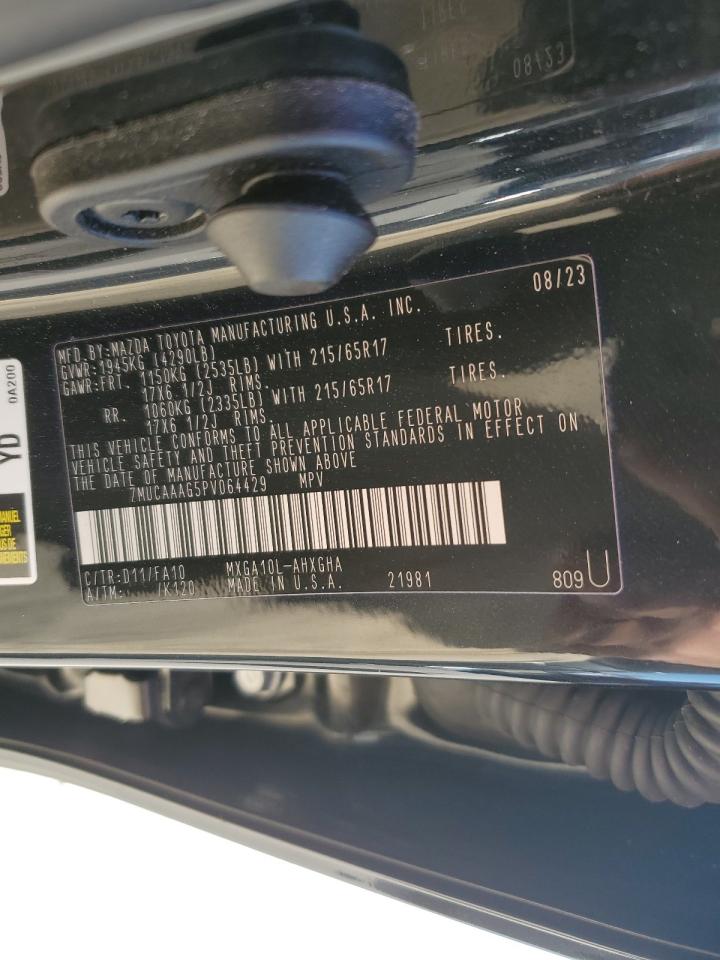 08/23
08/23
MFD.BY:MAZDA TOYOTA MANUFACTURING U.S.A. INC.
GVWR:1945KG (4290LB)
GAWR:FRT. 1150KG (2535LB) WITH 215/65R17 TIRES.
17X6 1/2J RIMS.
RR. 1060KG (2335LB) WITH 215/65R17 TIRES.
17X6 1/2J RIMS.
THIS VEHICLE CONFORMS TO ALL APPLICABLE FEDERAL MOTOR
VEHICLE SAFETY AND THEFT PREVENTION STANDARDS IN EFFECT ON
THE DATE OF MANUFACTURE SHOWN ABOVE
7MUCAAAG5PV064429 MPV
C/TR:D11/FA10 MXGA10L-AHXGHA
A/TM: /K120 MADE IN U.S.A. 21981 809U
YD 0A200